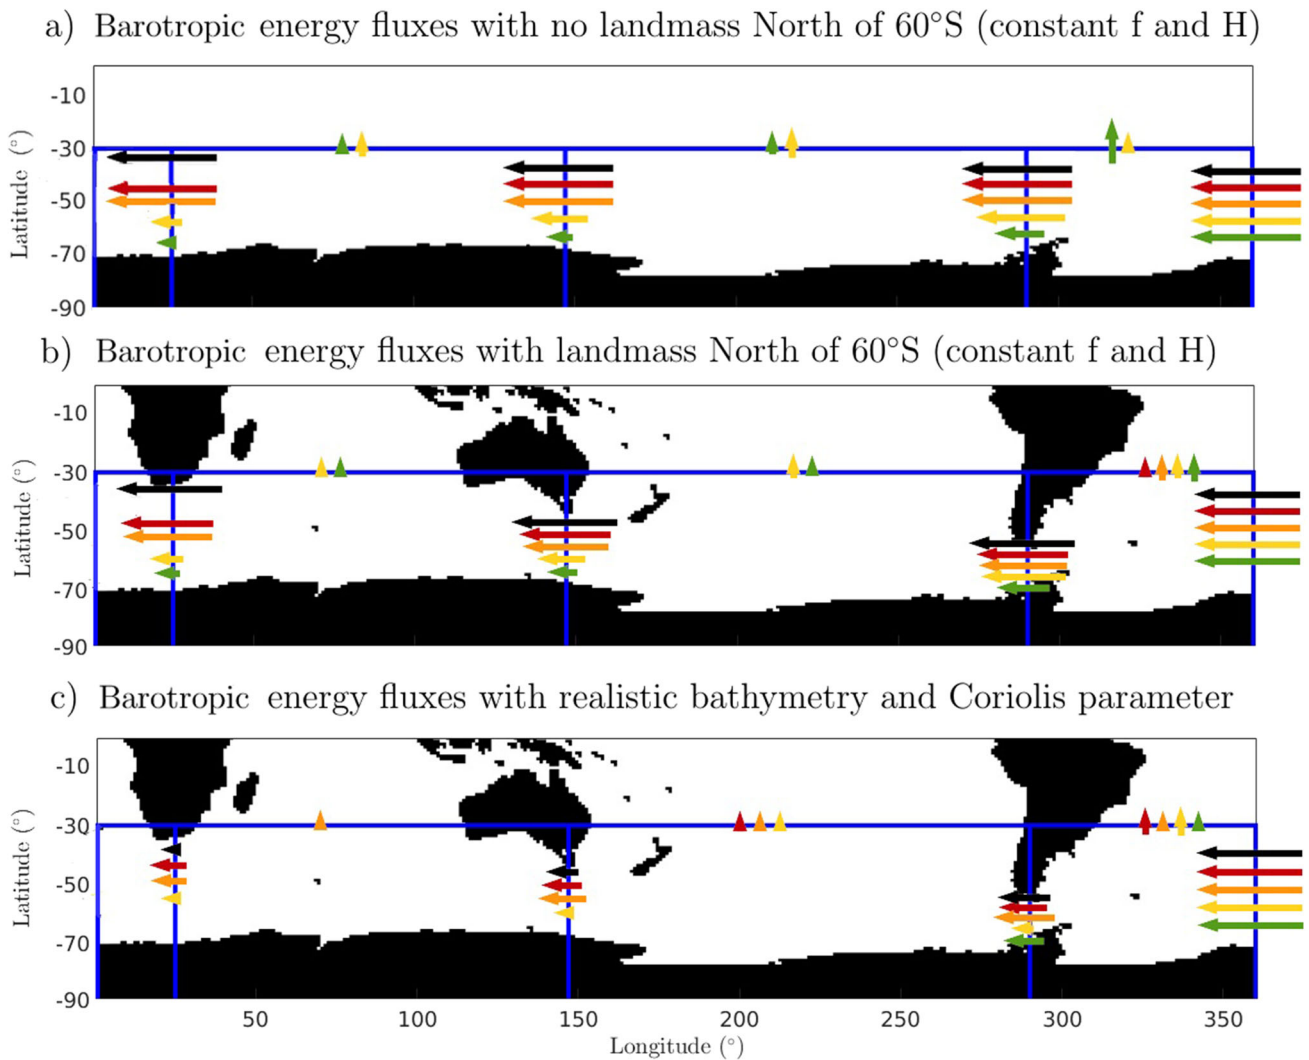 a) Barotropic energy fluxes with no landmass North of 60°S (constant f and H)
Latitude (°)
-10
-30
-50
-70
-90
b) Barotropic energy fluxes with landmass North of 60°S (constant f and H)
Latitude (°)
-10
-30
-50
-70
-90
c) Barotropic energy fluxes with realistic bathymetry and Coriolis parameter
Latitude (°)
-10
-30
-50
-70
-90
50 100 150 200 250 300 350
Longitude (°)